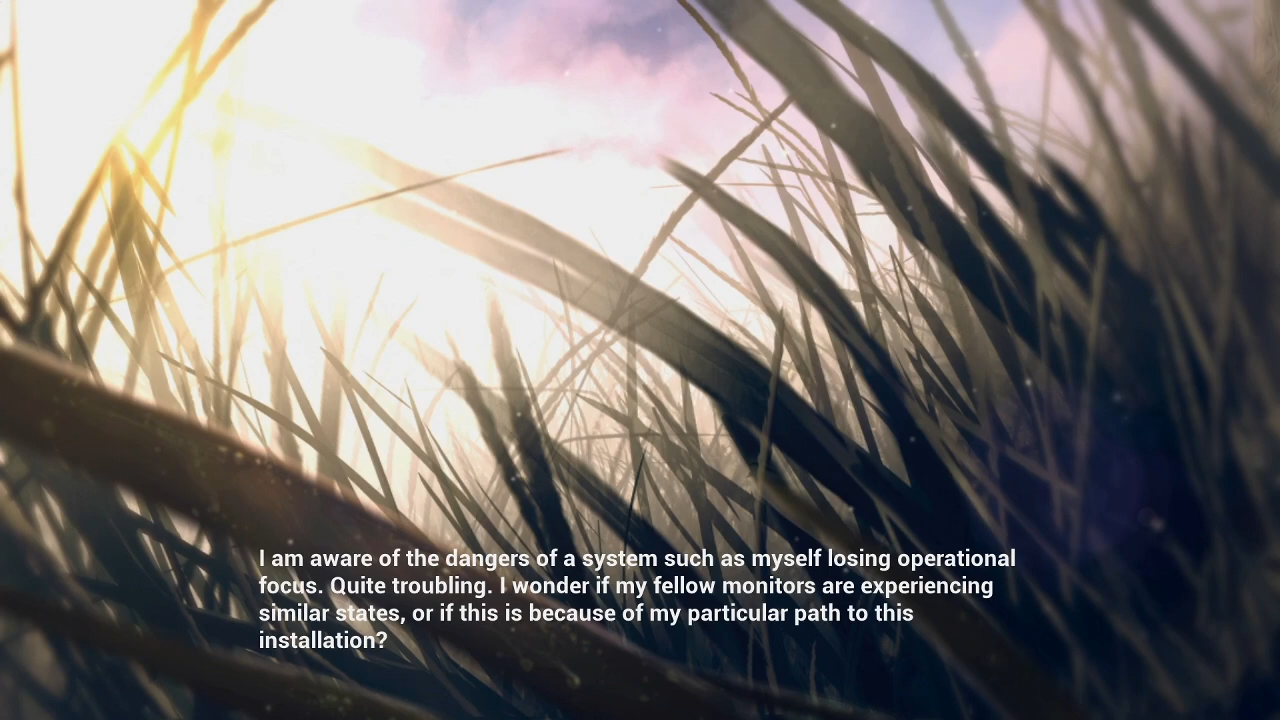 I am aware of the dangers of a system such as myself losing operational
focus. Quite troubling. I wonder if my fellow monitors are experiencing
similar states, or if this is because of my particular path to this
installation?